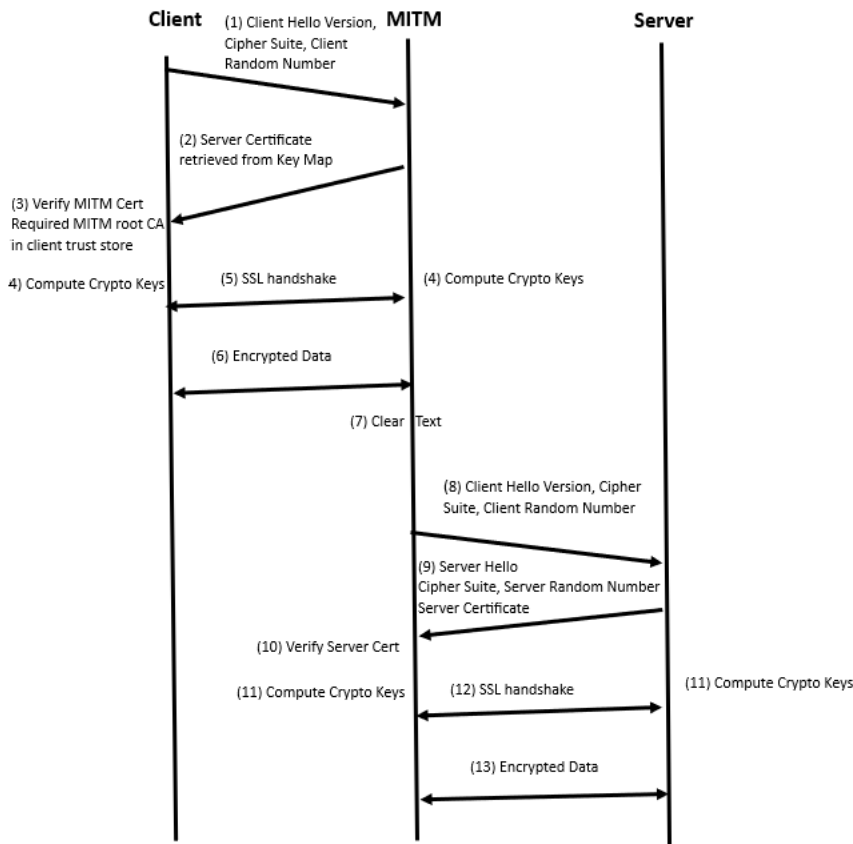 Client
MITM
Server
(1) Client Hello Version,
Cipher Suite, Client
Random Number
(2) Server Certificate
retrieved from Key Map
(3) Verify MITM Cert
Required MITM root CA
in client trust store
4) Compute Crypto Keys
(5) SSL handshake
(4) Compute Crypto Keys
(6) Encrypted Data
(7) Clear Text
(8) Client Hello Version, Cipher
Suite, Client Random Number
(9) Server Hello
Cipher Suite, Server Random Number
Server Certificate
(10) Verify Server Cert
(11) Compute Crypto Keys
(12) SSL handshake
(11) Compute Crypto Keys
(13) Encrypted Data